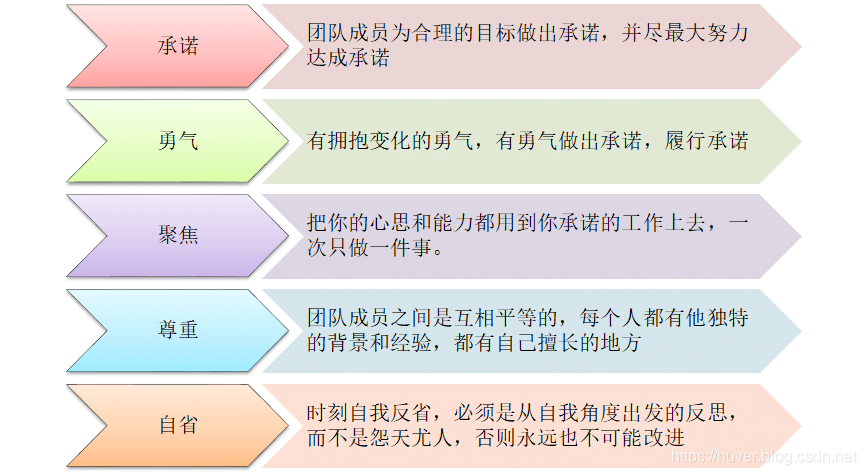 承诺
团队成员为合理的目标做出承诺，并尽最大努力
达成承诺
勇气
有拥抱变化的勇气，有勇气做出承诺，履行承诺
聚焦
把你的心思和能力都用到你承诺的工作上去，一
次只做一件事。
尊重
团队成员之间是互相平等的，每个人都有他独特
的背景和经验，都有自己擅长的地方
自省
时刻自我反省，必须是从自我角度出发的反思，
而不是怨天尤人，否则永远也不可能改进
https://huver.blog.csdn.net